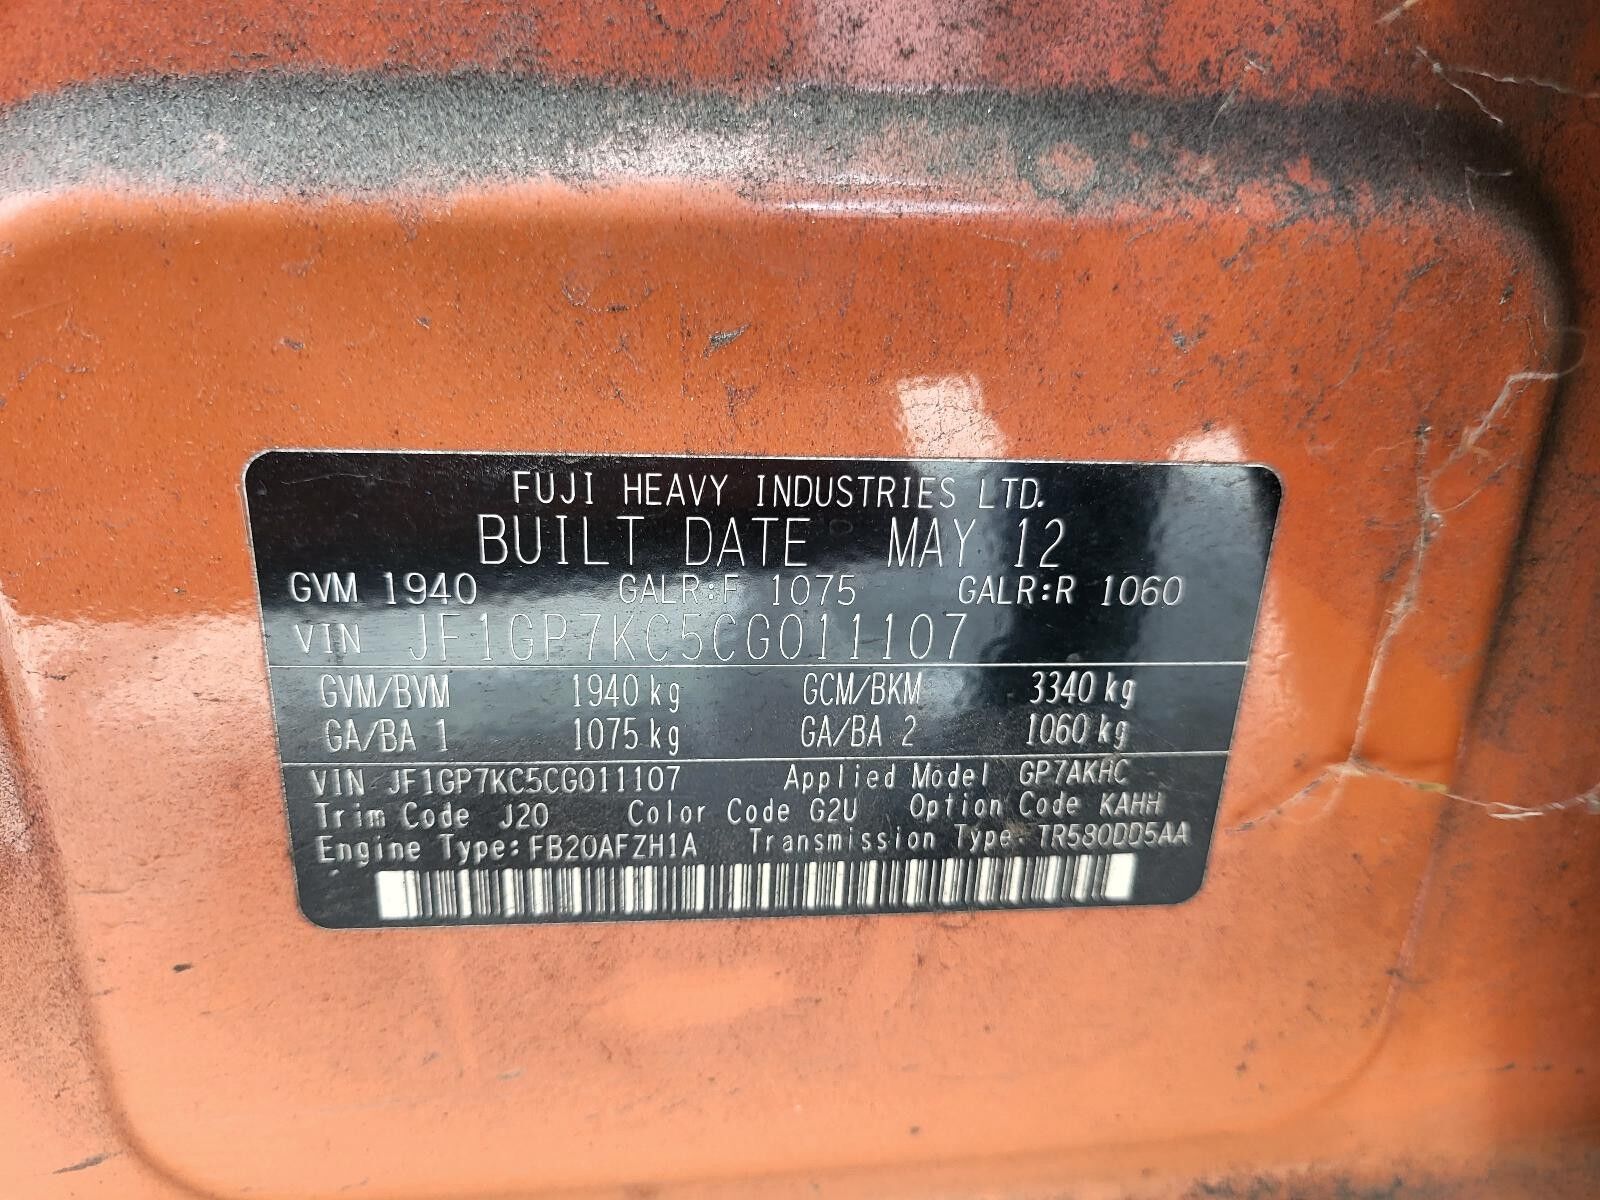 FUJI HEAVY INDUSTRIES LTD.
BUILT DATE MAY 12
GVM 1940 GALR:F 1075 GALR:R 1060
VIN JF1GP7KC5CG011107
GVM/BVM 1940 kg GCM/BKM 3340 kg
GA/BA 1 1075 kg GA/BA 2 1060 kg
VIN JF1GP7KC5CG011107 Applied Model GP7AKHC
Trim Code J20 Color Code G2U Option Code KAHH
Engine Type: FB20AFZH1A Transmission Type: TR580DD5AA